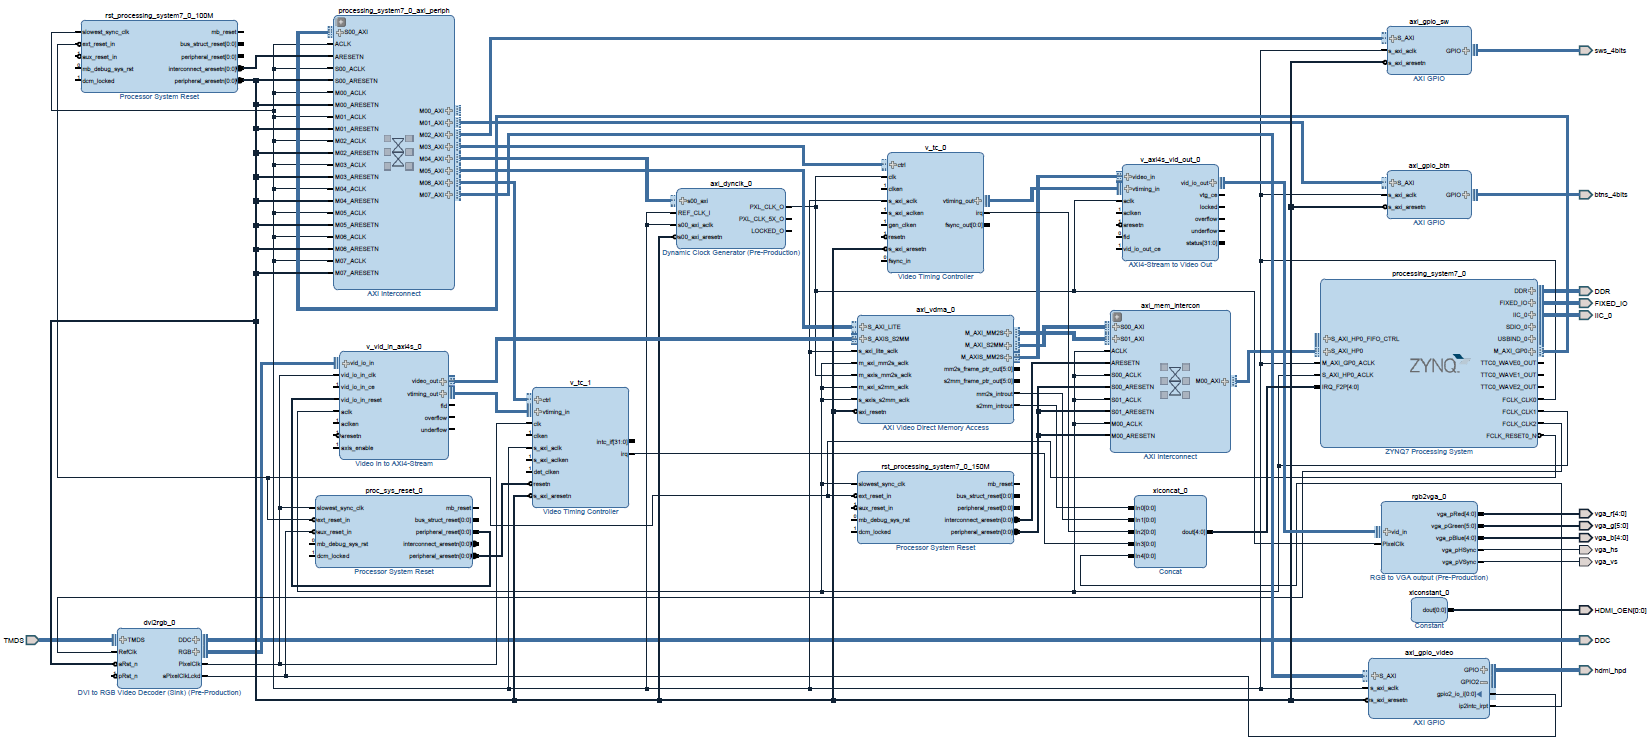 rst_processing_system7_0_100M
slowest_sync_clk
ext_reset_in
aux_reset_in
mb_debug_sys_rst
dcm_locked
mb_reset
bus_struct_reset[0:0]
peripheral_reset[0:0]
interconnect_aresetn[0:0]
peripheral_aresetn[0:0]
Processor System Reset
processing_system7_0_axi_periph
S00_AXI
ACLK
ARESETN
S00_ACLK
S00_ARESETN
M00_ACLK
M00_ARESETN
M01_ACLK
M01_ARESETN
M02_ACLK
M02_ARESETN
M03_ACLK
M03_ARESETN
M04_ACLK
M04_ARESETN
M05_ACLK
M05_ARESETN
M06_ACLK
M06_ARESETN
M07_ACLK
M07_ARESETN
M00_AXI
M01_AXI
M02_AXI
M03_AXI
M04_AXI
M05_AXI
M06_AXI
M07_AXI
AXI Interconnect
axi_dynclk_0
s00_axi
REF_CLK_I
s00_axi_aclk
s00_axi_aresetn
PXL_CLK_O
PXL_CLK_5X_O
LOCKED_O
Dynamic Clock Generator (Pre-Production)
v_tc_0
ctrl
clk
clken
s_axi_aclk
s_axi_aclken
gen_clken
resetn
s_axi_aresetn
fsync_in
vtiming_out
irq
fsync_out[0:0]
Video Timing Controller
v_axi4s_vid_out_0
video_in
vtiming_in
aclk
aclken
aresetn
fid
vid_io_out_ce
vid_io_out
vtg_ce
locked
overflow
underflow
status[31:0]
AXI4-Stream to Video Out
axi_gpio_sw
S_AXI
s_axi_aclk
s_axi_aresetn
GPIO
AXI GPIO
sws_4bits
axi_gpio_btn
S_AXI
s_axi_aclk
s_axi_aresetn
GPIO
AXI GPIO
btns_4bits
processing_system7_0
S_AXI_HP0_FIFO_CTRL
S_AXI_HP0
M_AXI_GP0_ACLK
S_AXI_HP0_ACLK
IRQ_F2P[4:0]
ZYNQ
DDR
FIXED_IO
IIC_0
SDIO_0
USBIND_0
M_AXI_GP0
TTC0_WAVE0_OUT
TTC0_WAVE1_OUT
TTC0_WAVE2_OUT
FCLK_CLK0
FCLK_CLK1
FCLK_CLK2
FCLK_RESET0_N
ZYNQ7 Processing System
DDR
FIXED_IO
IIC_0
axi_vdma_0
S_AXI_LITE
S_AXIS_S2MM
s_axi_lite_aclk
m_axi_mm2s_aclk
m_axis_mm2s_aclk
m_axi_s2mm_aclk
s_axis_s2mm_aclk
axi_resetn
M_AXI_MM2S
M_AXI_S2MM
M_AXIS_MM2S
mm2s_frame_ptr_out[5:0]
s2mm_frame_ptr_out[5:0]
mm2s_introut
s2mm_introut
AXI Video Direct Memory Access
axi_mem_intercon
S00_AXI
S01_AXI
ACLK
ARESETN
S00_ACLK
S00_ARESETN
S01_ACLK
S01_ARESETN
M00_ACLK
M00_ARESETN
M00_AXI
AXI Interconnect
v_vid_in_axi4s_0
vid_io_in
vid_io_in_clk
vid_io_in_ce
vid_io_in_reset
aclk
aclken
aresetn
axis_enable
video_out
vtiming_out
fid
overflow
underflow
Video In to AXI4-Stream
v_tc_1
ctrl
vtiming_in
clk
clken
s_axi_aclk
s_axi_aclken
det_clken
resetn
s_axi_aresetn
intc_if[31:0]
irq
Video Timing Controller
rst_processing_system7_0_150M
slowest_sync_clk
ext_reset_in
aux_reset_in
mb_debug_sys_rst
dcm_locked
mb_reset
bus_struct_reset[0:0]
peripheral_reset[0:0]
interconnect_aresetn[0:0]
peripheral_aresetn[0:0]
Processor System Reset
proc_sys_reset_0
slowest_sync_clk
ext_reset_in
aux_reset_in
mb_debug_sys_rst
dcm_locked
mb_reset
bus_struct_reset[0:0]
peripheral_reset[0:0]
interconnect_aresetn[0:0]
peripheral_aresetn[0:0]
Processor System Reset
xlconcat_0
In0[0:0]
In1[0:0]
In2[0:0]
In3[0:0]
In4[0:0]
dout[4:0]
Concat
rgb2vga_0
vid_in
PixelClk
vga_pRed[4:0]
vga_pGreen[5:0]
vga_pBlue[4:0]
vga_pHSync
vga_pVSync
RGB to VGA output (Pre-Production)
vga_r[4:0]
vga_g[5:0]
vga_b[4:0]
vga_hs
vga_vs
xlconstant_0
dout[0:0]
Constant
HDMI_OEN[0:0]
TMDS
dvi2rgb_0
TMDS
RefClk
aRst_n
pRst_n
DDC
RGB
PixelClk
aPixelClkLckd
DVI to RGB Video Decoder (Sink) (Pre-Production)
DDC
axi_gpio_video
S_AXI
s_axi_aclk
s_axi_aresetn
GPIO
GPIO2
gpio2_io_i[0:0]
ip2intc_irpt
AXI GPIO
hdmi_hpd